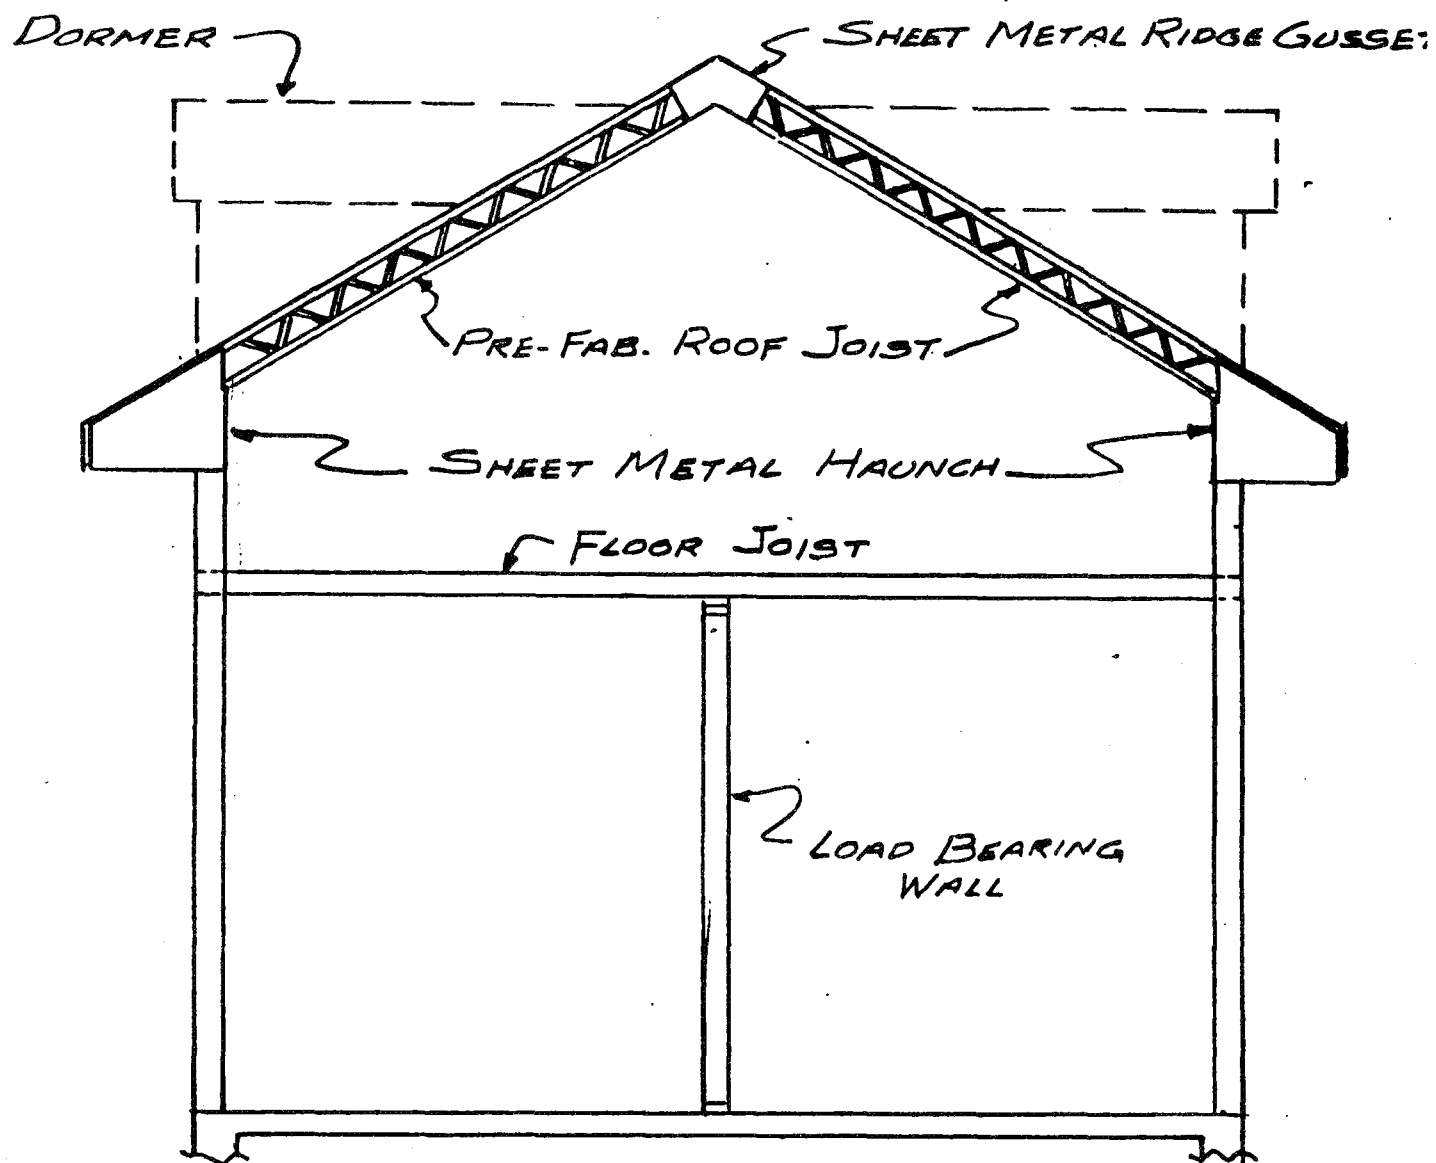 DORMER
SHEET METAL RIDGE GUSSE
PRE-FAB. ROOF JOIST
SHEET METAL HAUNCH
FLOOR JOIST
LOAD BEARING
WALL